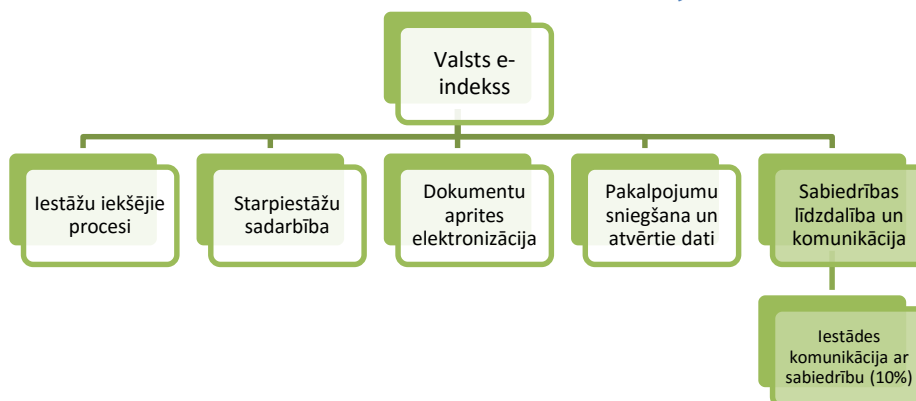 Valsts e-
indekss
Iestāžu iekšējie
procesi
Starpiestāžu
sadarbība
Dokumentu
aprites
elektronizācija
Pakalpojumu
sniegšana un
atvērtie dati
Sabiedrības
līdzdalība un
komunikācija
Iestādes
komunikācija ar
sabiedrību (10%)